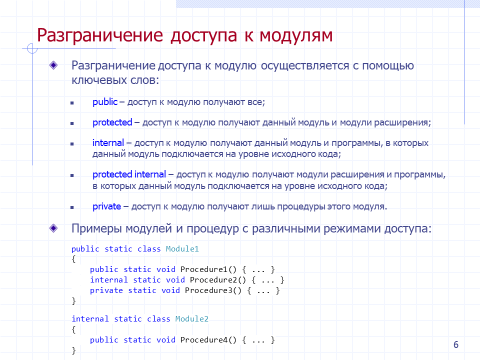 Разграничение доступа к модулям
Разграничение доступа к модулю осуществляется с помощью
ключевых слов:
public – доступ к модулю получают все;
protected – доступ к модулю получают данный модуль и модули расширения;
internal – доступ к модулю получают данный модуль и программы, в которых
данный модуль подключается на уровне исходного кода;
protected internal – доступ к модулю получают модули расширения и программы,
в которых данный модуль подключается на уровне исходного кода;
private – доступ к модулю получают лишь процедуры этого модуля.
Примеры модулей и процедур с различными режимами доступа:
public static class Module1
{
public static void Procedure1() { ... }
internal static void Procedure2() { ... }
private static void Procedure3() { ... }
}
internal static class Module2
{
public static void Procedure4() { ... }
}
6